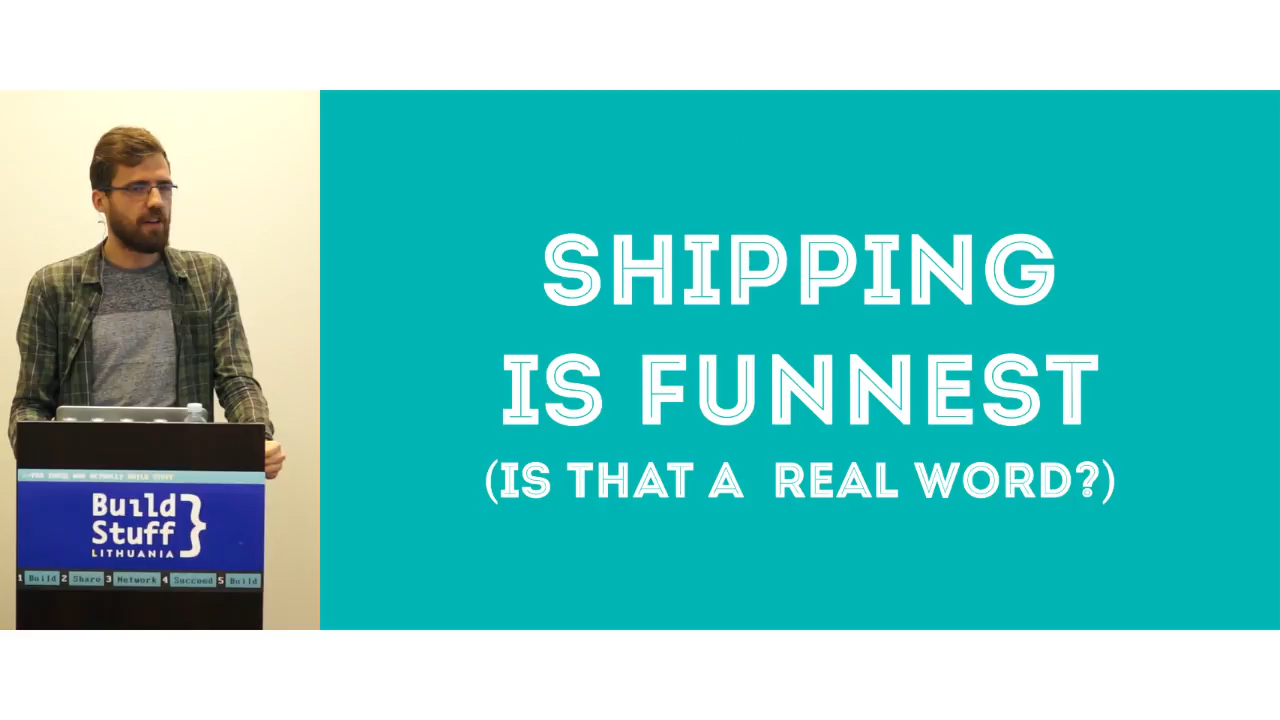 SHIPPING
IS FUNNEST
(IS THAT A REAL WORD?)
Build
Stuff
LITHUANIA
1 Build 2 Share 3 Network 4 Succeed 5 Build